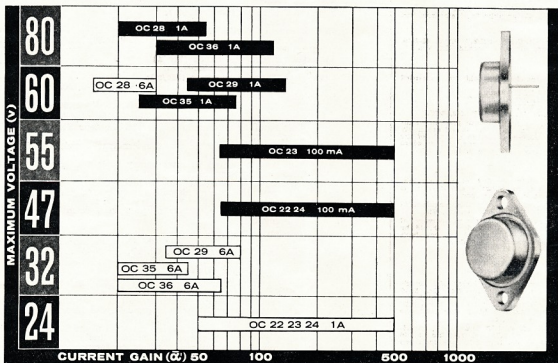 MAXIMUM VOLTAGE (V)
80
OC 28 1A
OC 36 1A
60
OC 28 ·6A
OC 29 1A
OC 35 1A
55
OC 23 100 mA
47
OC 22 24 100 mA
32
OC 29 6A
OC 35 6A
OC 36 6A
24
OC 22 23 24 1A
CURRENT GAIN (ᾱ) 50 100 500 1000